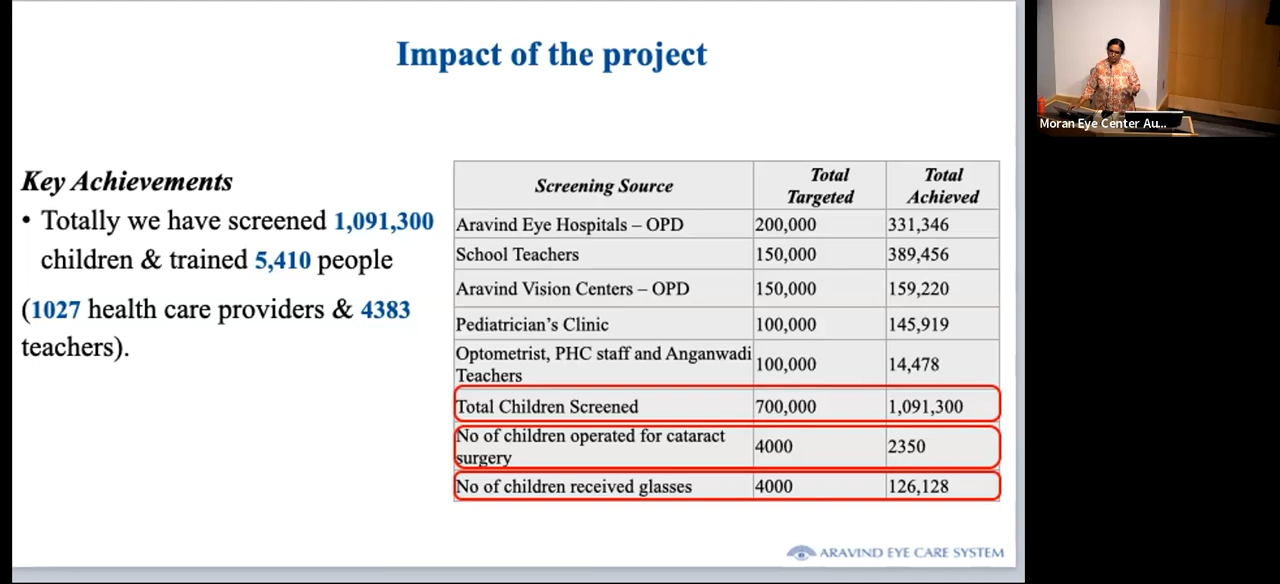 Impact of the project
Key Achievements
• Totally we have screened 1,091,300
children & trained 5,410 people
(1027 health care providers & 4383
teachers).
Screening Source Total Targeted Total Achieved
Aravind Eye Hospitals – OPD 200,000 331,346
School Teachers 150,000 389,456
Aravind Vision Centers – OPD 150,000 159,220
Pediatrician's Clinic 100,000 145,919
Optometrist, PHC staff and Anganwadi Teachers 100,000 14,478
Total Children Screened 700,000 1,091,300
No of children operated for cataract surgery 4000 2350
No of children received glasses 4000 126,128
ARAVIND EYE CARE SYSTEM
Moran Eye Center Au...